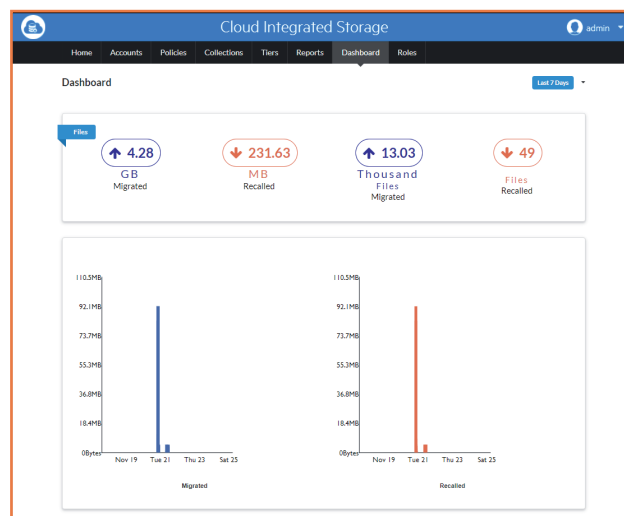 Cloud Integrated Storage
admin
Home Accounts Policies Collections Tiers Reports Dashboard Roles
Dashboard
Last 7 Days
Files
4.28
GB
Migrated
231.63
MB
Recalled
13.03
Thousand
Files
Migrated
49
Files
Recalled
110.5MB
92.1MB
73.7MB
55.3MB
36.8MB
18.4MB
0Bytes
Nov 19 Tue 21 Thu 23 Sat 25
Migrated
110.5MB
92.1MB
73.7MB
55.3MB
36.8MB
18.4MB
0Bytes
Nov 19 Tue 21 Thu 23 Sat 25
Recalled